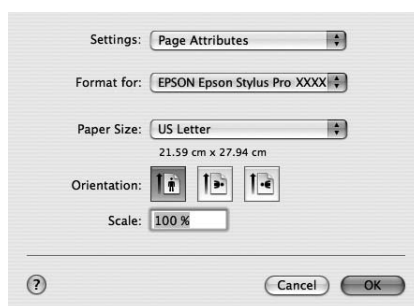 Settings: Page Attributes
Format for: EPSON Epson Stylus Pro XXXX
Paper Size: US Letter
21.59 cm x 27.94 cm
Orientation:
Scale: 100 %
? Cancel OK